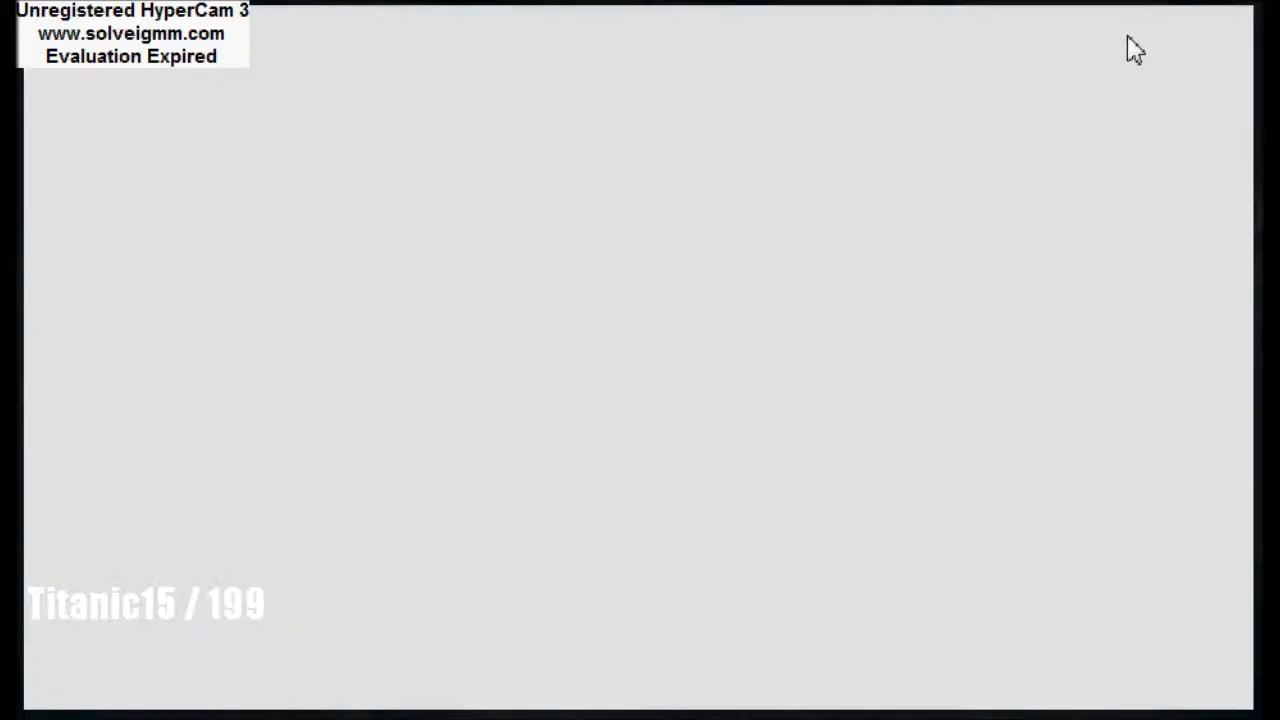 Unregistered HyperCam 3
www.solveigmm.com
Evaluation Expired
Titanic15 / 199